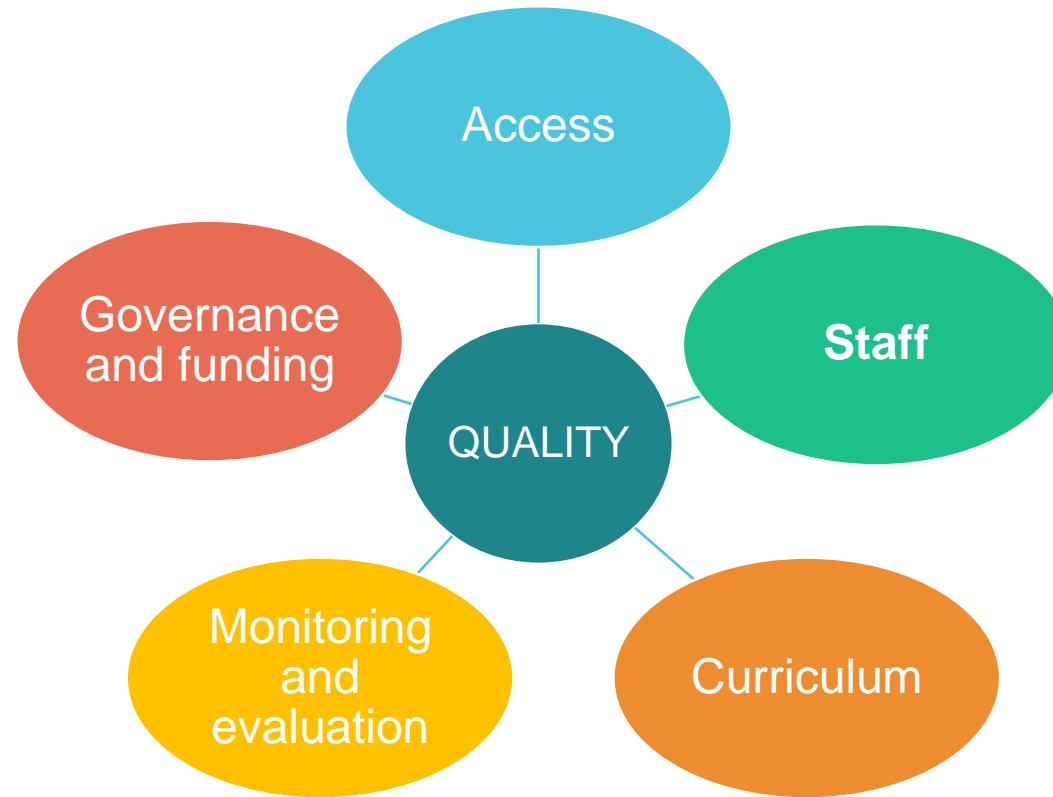 Access
Governance
and funding
Staff
QUALITY
Monitoring
and
evaluation
Curriculum